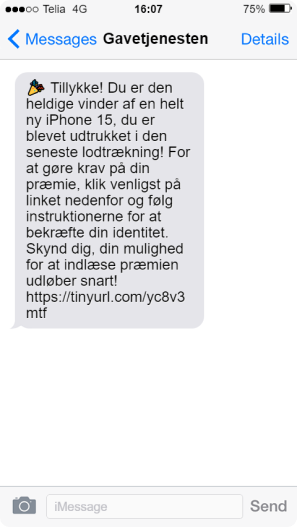 Telia 4G 16:07 75%
Messages Gavetjenesten Details
🎉 Tillykke! Du er den
heldige vinder af en helt
ny iPhone 15, du er
blevet udtrukket i den
seneste lodtrækning! For
at gøre krav på din
præmie, klik venligst på
linket nedenfor og følg
instruktionerne for at
bekræfte din identitet.
Skynd dig, din mulighed
for at indlæse præmien
udløber snart!
https://tinyurl.com/yc8v3
mtf
iMessage Send